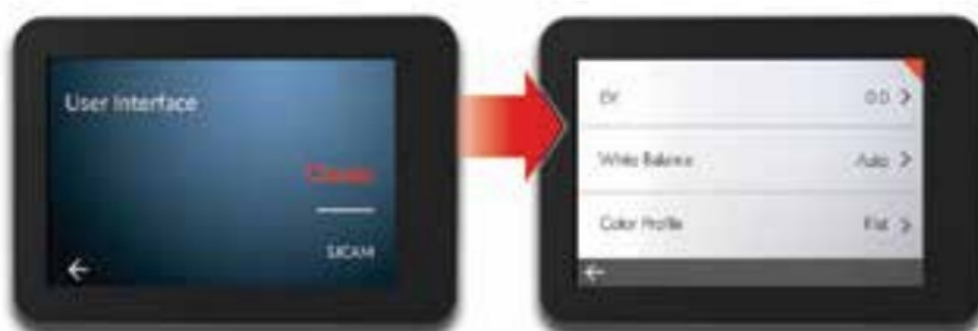 User Interface
Classic
SJCAM
EV
0.0 >
White Balance
Auto >
Color Profile
Flat >